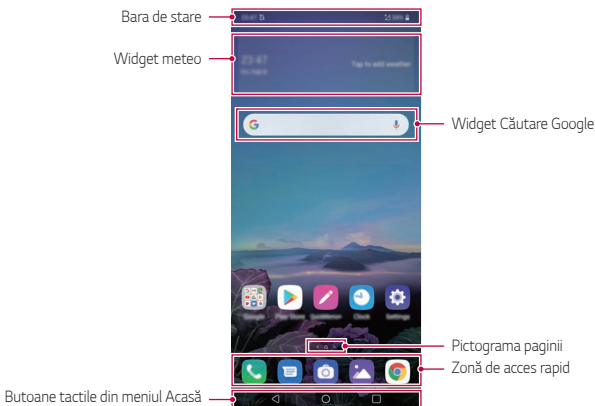 Bara de stare
Widget meteo
23:47
Tap to add weather
Widget Căutare Google
Google
Play Store
Clock
Settings
Pictograma paginii
Zonă de acces rapid
Butoane tactile din meniul Acasă